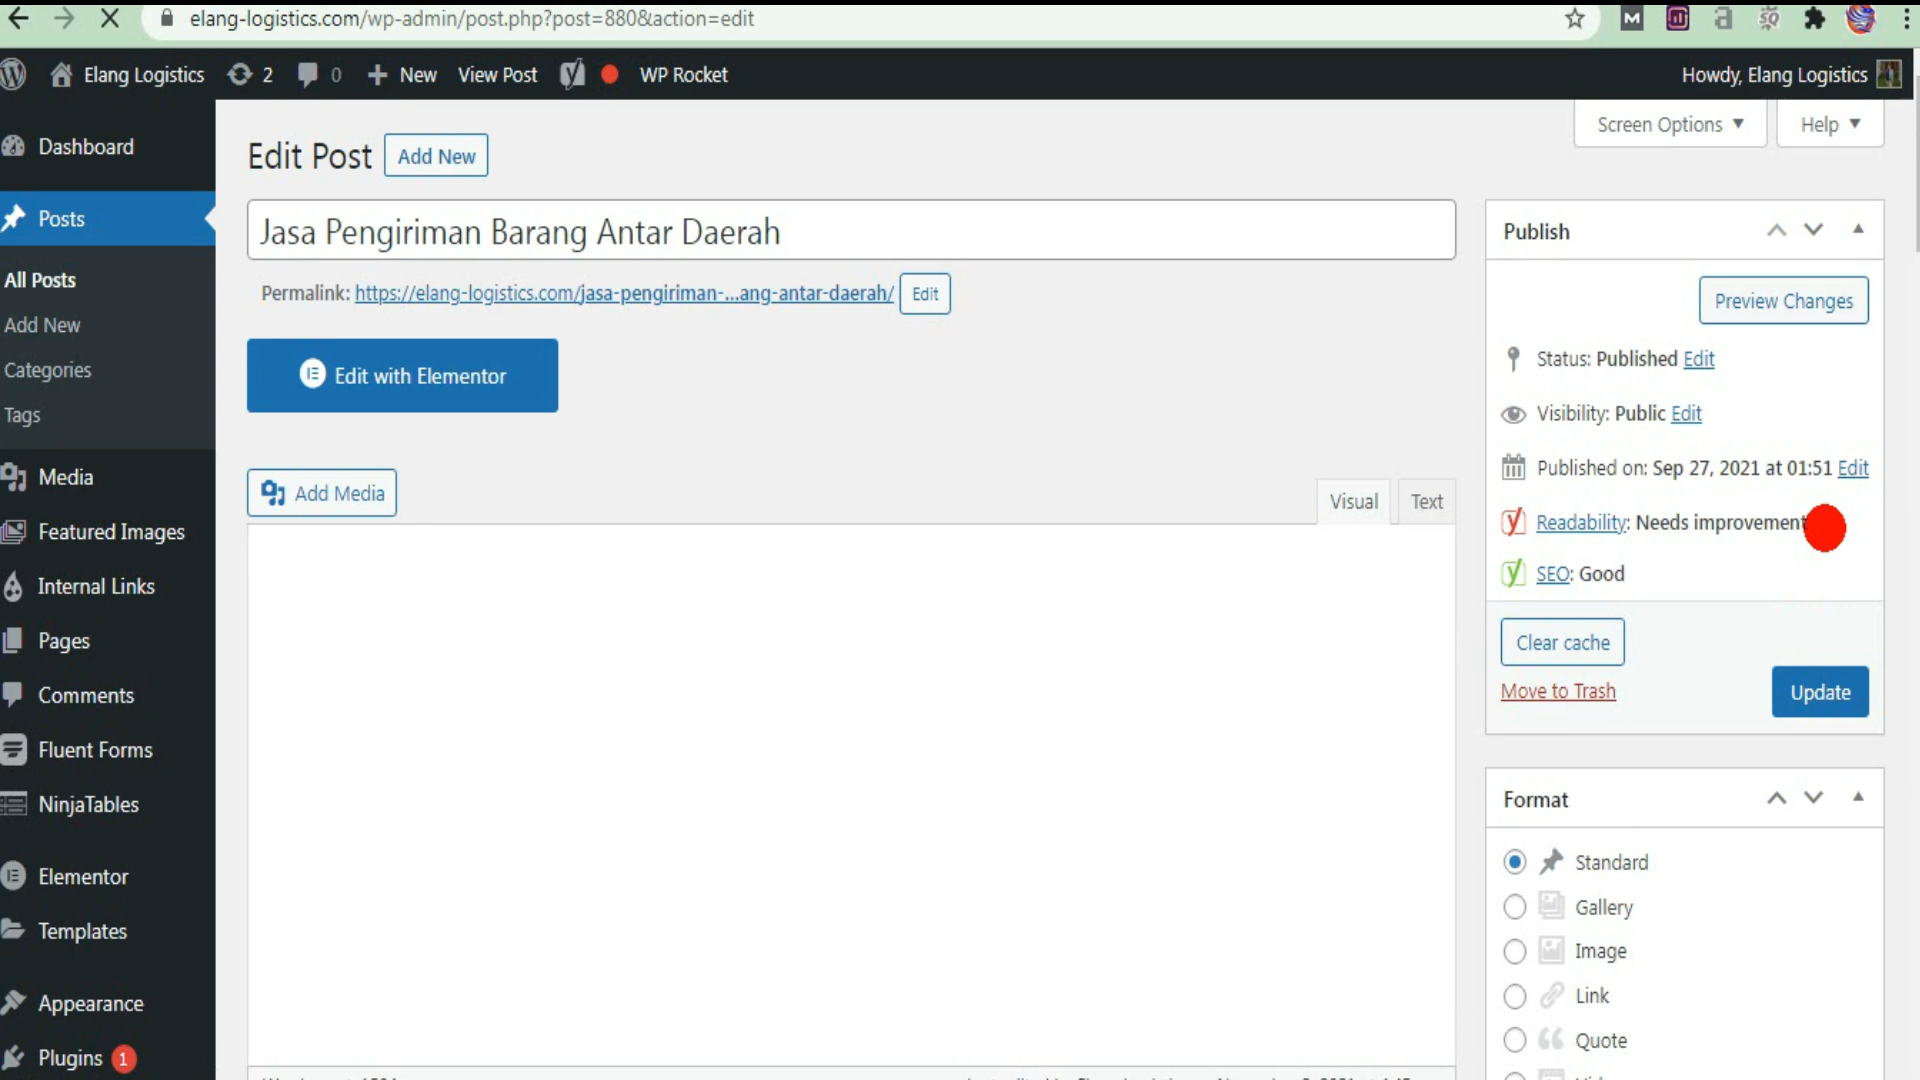 elang-logistics.com/wp-admin/post.php?post=880&action=edit
Elang Logistics 2 0 New View Post WP Rocket Howdy, Elang Logistics
Screen Options Help
Dashboard
Posts
All Posts
Add New
Categories
Tags
Media
Featured Images
Internal Links
Pages
Comments
Fluent Forms
NinjaTables
Elementor
Templates
Appearance
Plugins 1
Edit Post Add New
Jasa Pengiriman Barang Antar Daerah
Permalink: https://elang-logistics.com/jasa-pengiriman-...ang-antar-daerah/ Edit
Edit with Elementor
Add Media
Visual Text
Publish
Preview Changes
Status: Published Edit
Visibility: Public Edit
Published on: Sep 27, 2021 at 01:51 Edit
Readability: Needs improvement
SEO: Good
Clear cache
Move to Trash
Update
Format
Standard
Gallery
Image
Link
Quote